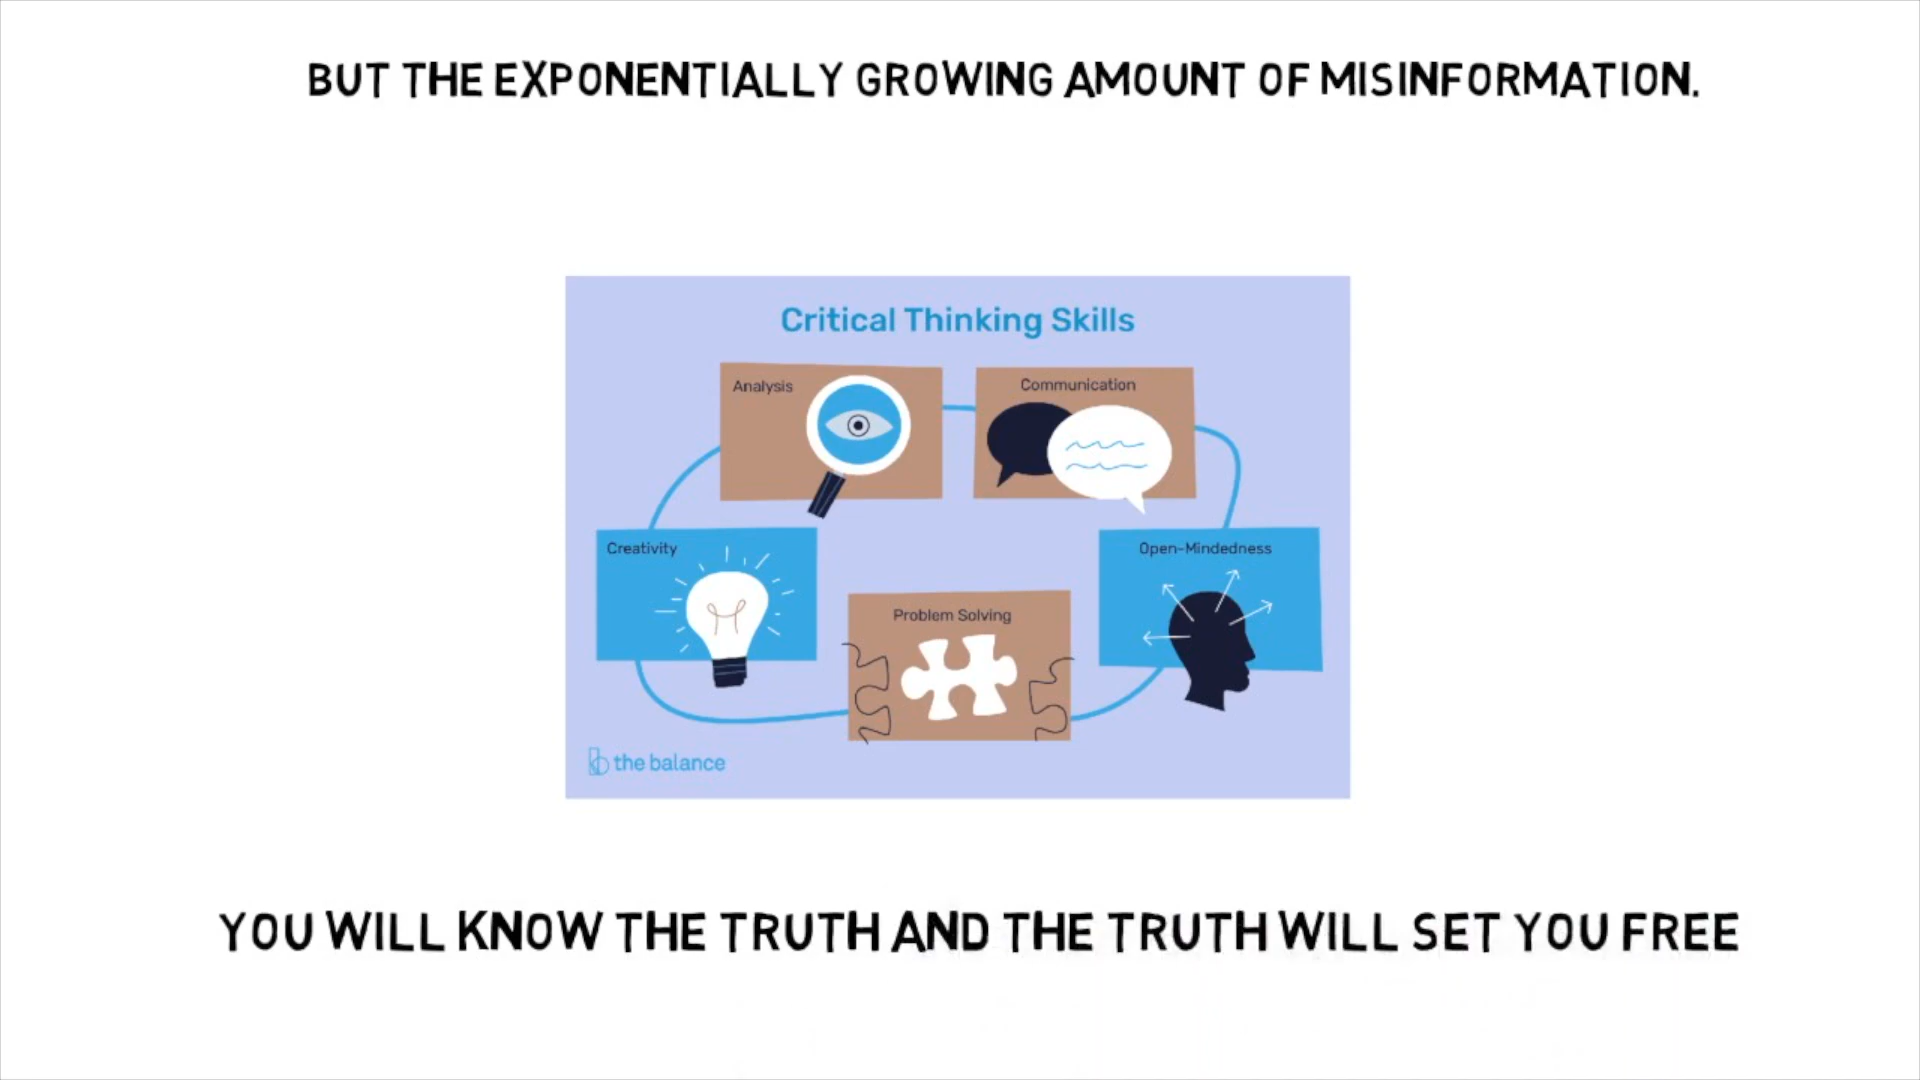 BUT THE EXPONENTIALLY GROWING AMOUNT OF MISINFORMATION.
Critical Thinking Skills
Analysis
Communication
Creativity
Open-Mindedness
Problem Solving
the balance
YOU WILL KNOW THE TRUTH AND THE TRUTH WILL SET YOU FREE